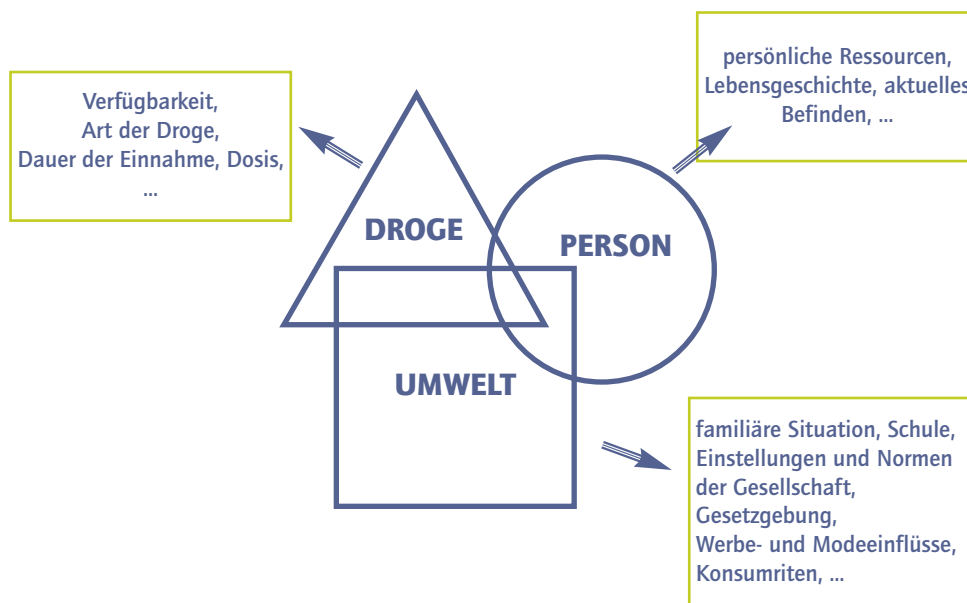 Verfügbarkeit,
Art der Droge,
Dauer der Einnahme, Dosis,
...
persönliche Ressourcen,
Lebensgeschichte, aktuelles
Befinden, ...
DROGE
PERSON
UMWELT
familiäre Situation, Schule,
Einstellungen und Normen
der Gesellschaft,
Gesetzgebung,
Werbe- und Modeeinflüsse,
Konsumriten, ...